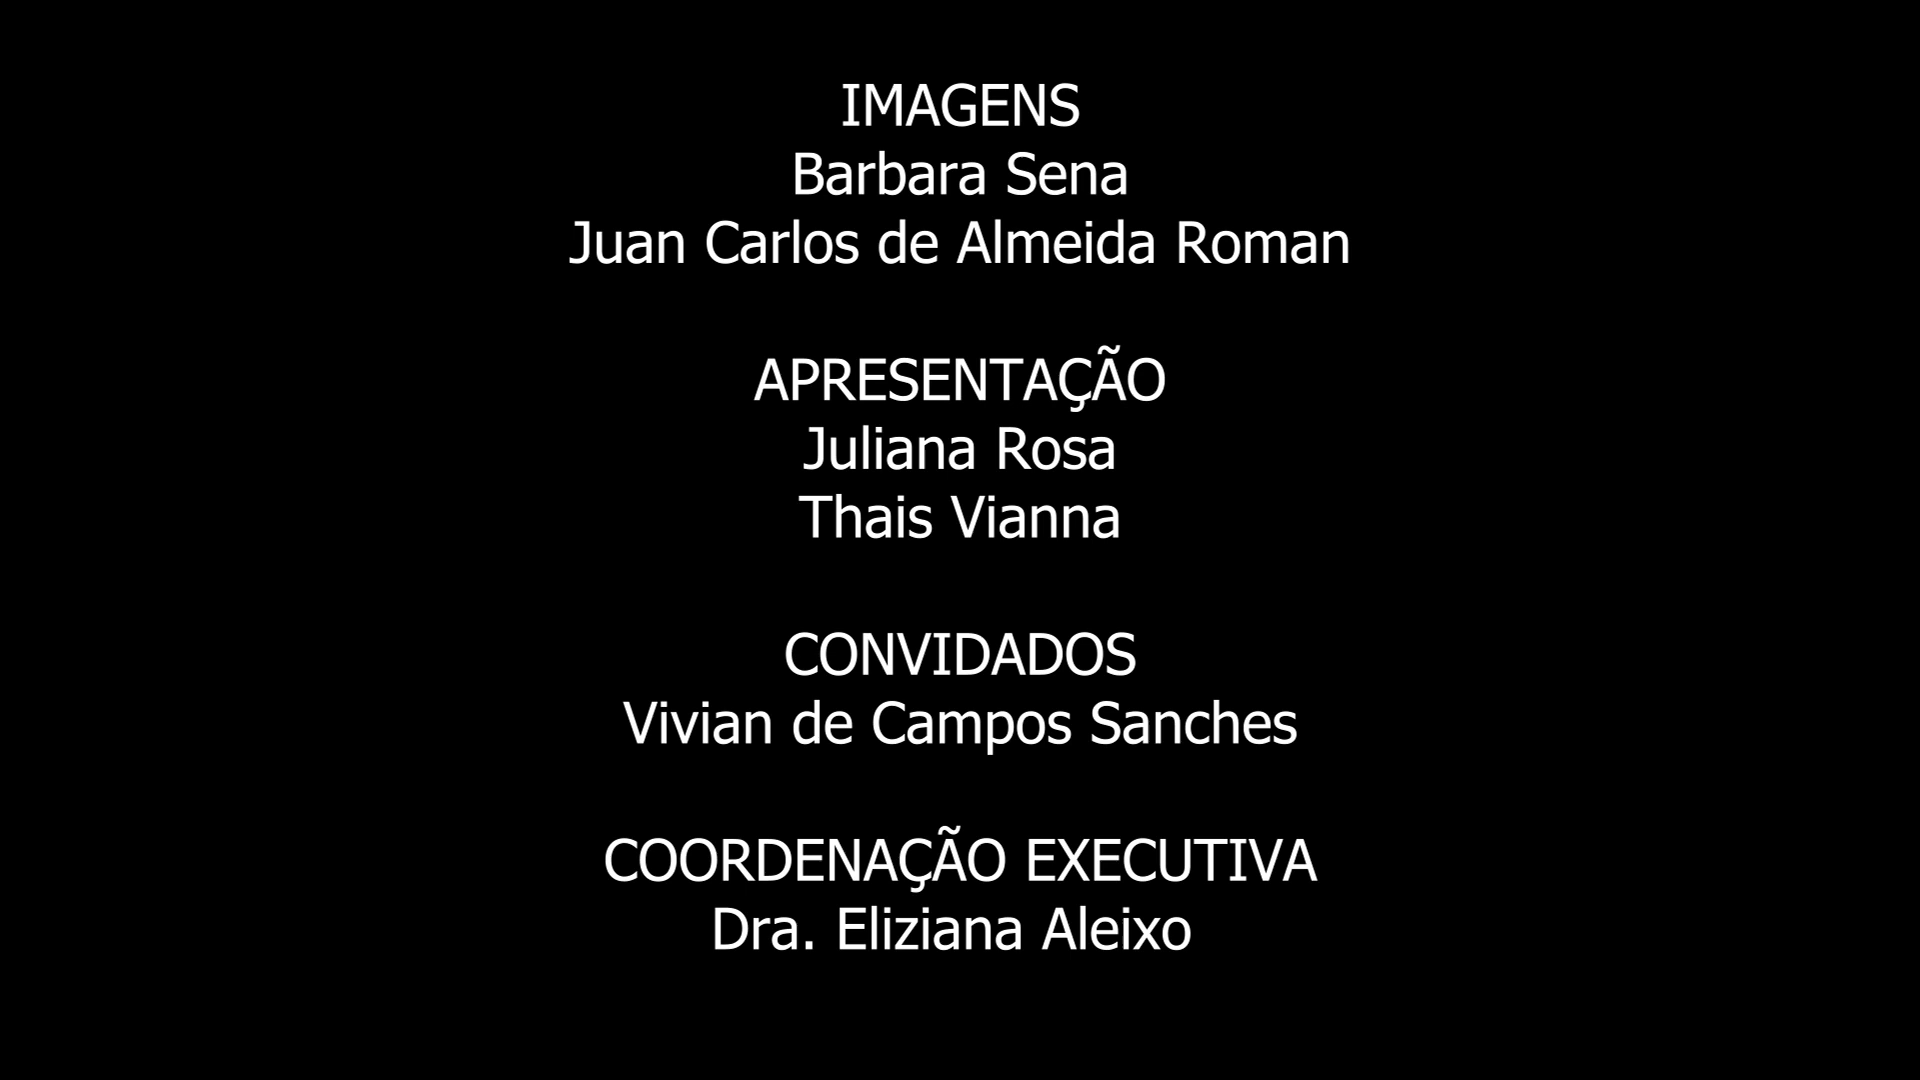 IMAGENS
Barbara Sena
Juan Carlos de Almeida Roman
APRESENTAÇÃO
Juliana Rosa
Thais Vianna
CONVIDADOS
Vivian de Campos Sanches
COORDENAÇÃO EXECUTIVA
Dra. Eliziana Aleixo